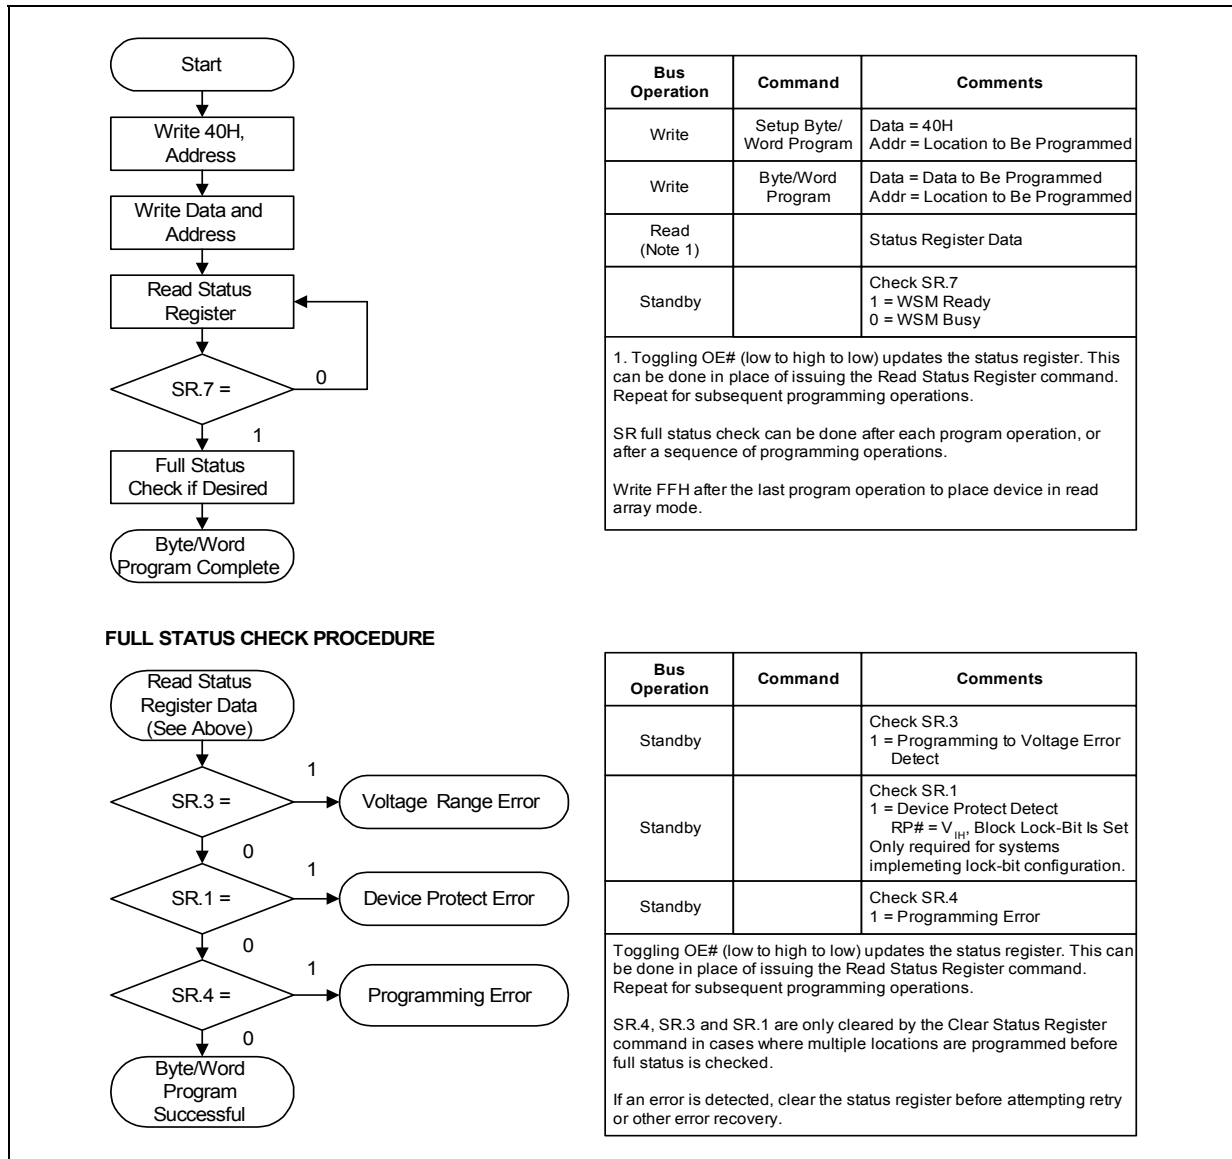 Start
Write 40H,
Address
Write Data and
Address
Read Status
Register
SR.7 =
0
1
Full Status
Check if Desired
Byte/Word
Program Complete
Bus
Operation
Command
Comments
Write
Setup Byte/
Word Program
Data = 40H
Addr = Location to Be Programmed
Write
Byte/Word
Program
Data = Data to Be Programmed
Addr = Location to Be Programmed
Read
(Note 1)
Status Register Data
Standby
Check SR.7
1 = WSM Ready
0 = WSM Busy
1. Toggling OE# (low to high to low) updates the status register. This
can be done in place of issuing the Read Status Register command.
Repeat for subsequent programming operations.
SR full status check can be done after each program operation, or
after a sequence of programming operations.
Write FFH after the last program operation to place device in read
array mode.
FULL STATUS CHECK PROCEDURE
Read Status
Register Data
(See Above)
SR.3 =
1
Voltage Range Error
0
SR.1 =
1
Device Protect Error
0
SR.4 =
1
Programming Error
0
Byte/Word
Program
Successful
Bus
Operation
Command
Comments
Standby
Check SR.3
1 = Programming to Voltage Error
Detect
Standby
Check SR.1
1 = Device Protect Detect
RP# = VIH, Block Lock-Bit Is Set
Only required for systems
implemeting lock-bit configuration.
Standby
Check SR.4
1 = Programming Error
Toggling OE# (low to high to low) updates the status register. This can
be done in place of issuing the Read Status Register command.
Repeat for subsequent programming operations.
SR.4, SR.3 and SR.1 are only cleared by the Clear Status Register
command in cases where multiple locations are programmed before
full status is checked.
If an error is detected, clear the status register before attempting retry
or other error recovery.